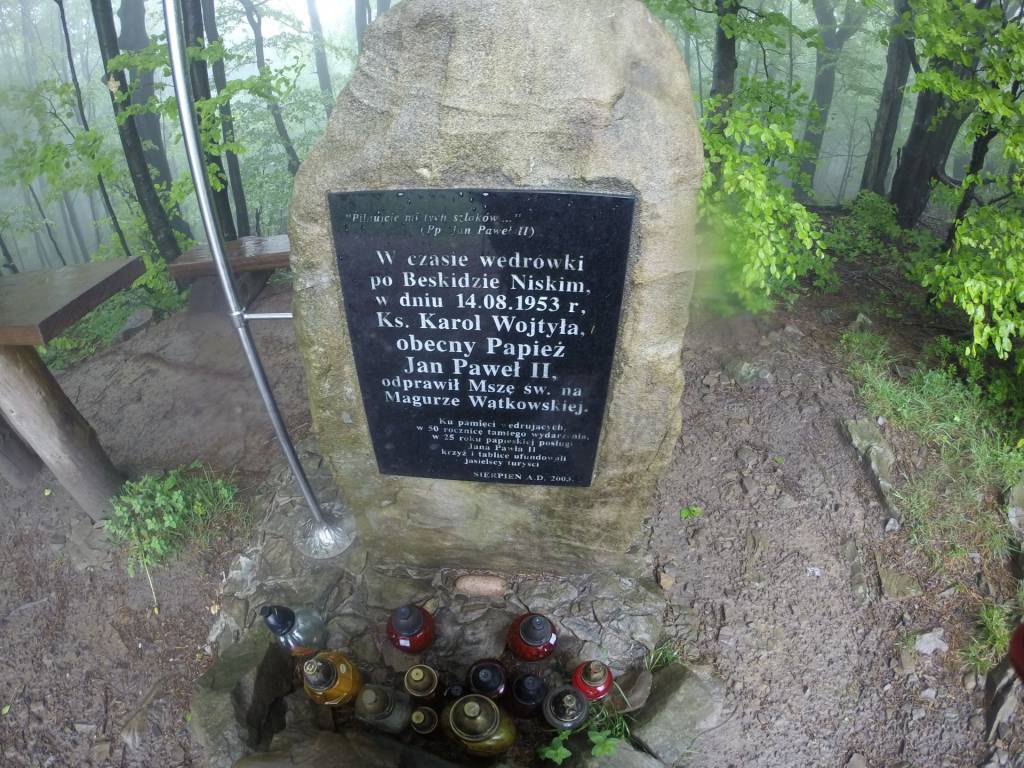 "Pilnujcie mi tych szlaków..."
(Pp. Jan Paweł II)
W czasie wędrówki
po Beskidzie Niskim,
w dniu 14.08.1953 r,
Ks. Karol Wojtyła,
obecny Papież
Jan Paweł II,
odprawił Mszę św. na
Magurze Wątkowskiej.
Ku pamięci wędrujących,
w 50 rocznicę tamtego wydarzenia,
w 25 roku papieskiej posługi
Jana Pawła II
krzyż i tablicę ufundowali
jasielscy turyści
SIERPIEŃ A.D. 2003.